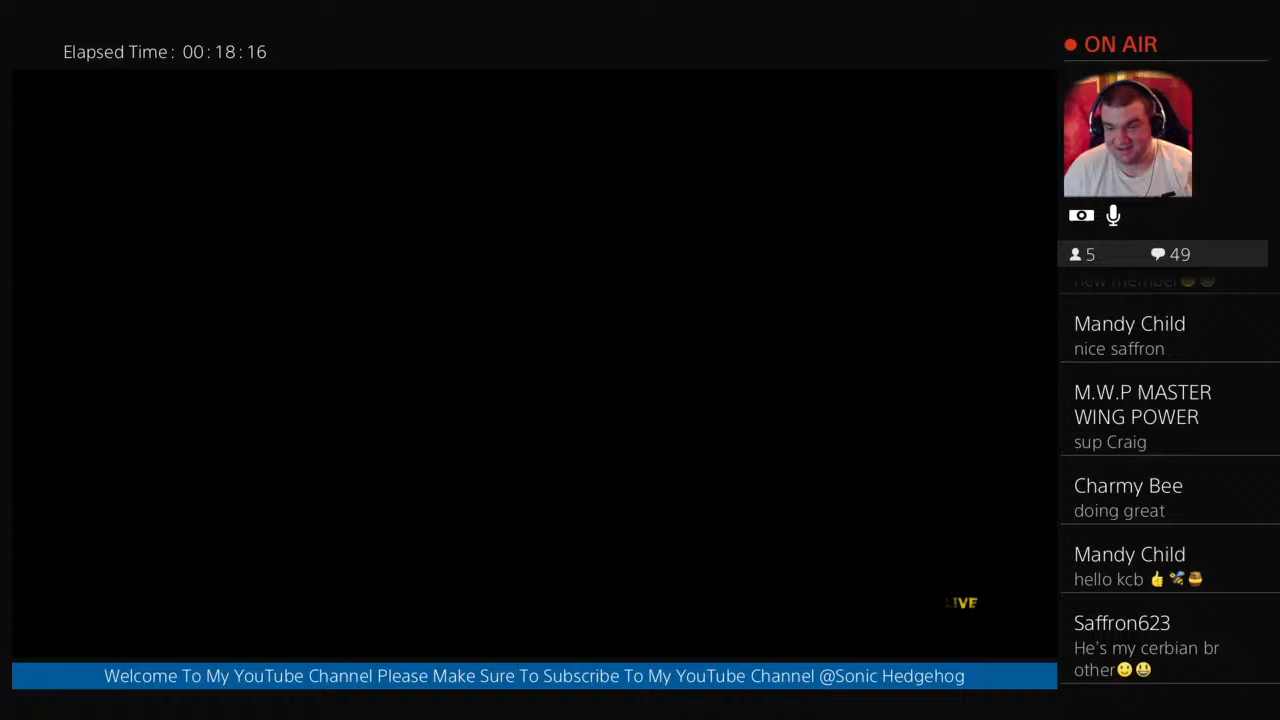 Elapsed Time: 00:18:16
ON AIR
5
49
new member
Mandy Child
nice saffron
M.W.P MASTER
WING POWER
sup Craig
Charmy Bee
doing great
Mandy Child
hello kcb 👍🐝🍯
Saffron623
He's my cerbian br
other🙂😃
LIVE
Welcome To My YouTube Channel Please Make Sure To Subscribe To My YouTube Channel @Sonic Hedgehog